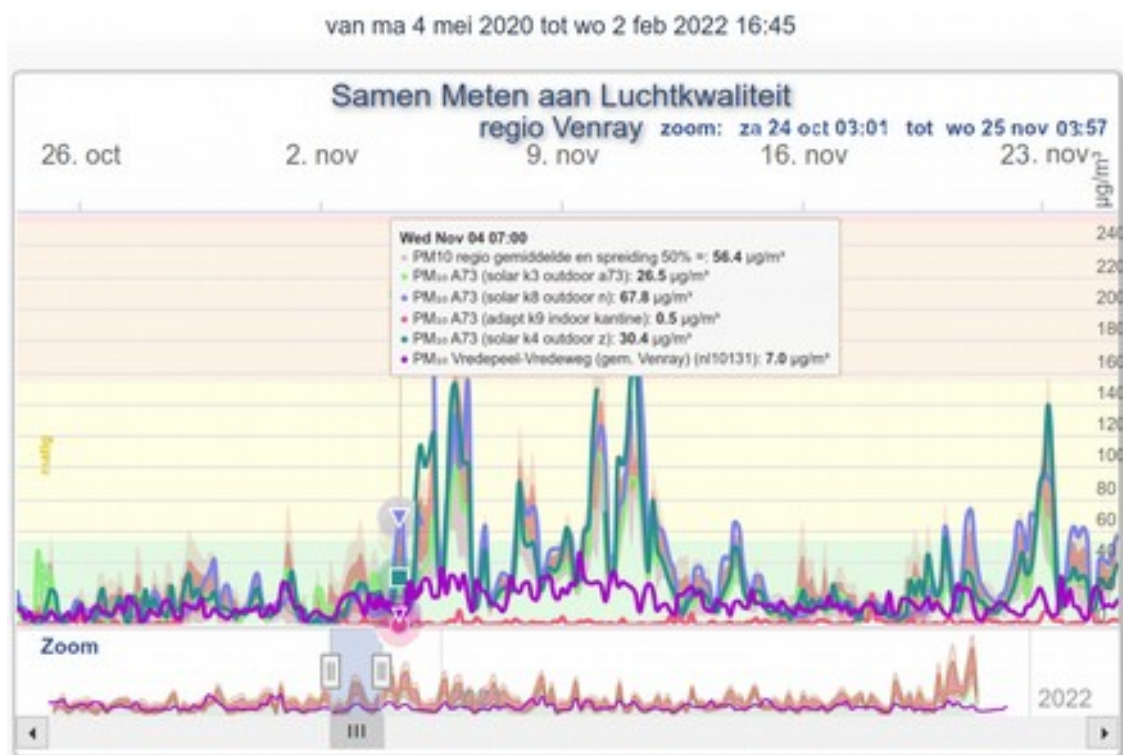 van ma 4 mei 2020 tot wo 2 feb 2022 16:45
Samen Meten aan Luchtkwaliteit
regio Venray zoom: za 24 oct 03:01 tot wo 25 nov 03:57
26. oct 2. nov 9. nov 16. nov 23. nov
µg/m³
240
220
200
180
160
140
120
100
80
60
40
Wed Nov 04 07:00
PM10 regio gemiddelde en spreiding 50% =: 56.4 µg/m³
PM₁₀ A73 (solar k3 outdoor a73): 26.5 µg/m³
PM₁₀ A73 (solar k8 outdoor n): 67.8 µg/m³
PM₁₀ A73 (adapt k9 indoor kantine): 0.5 µg/m³
PM₁₀ A73 (solar k4 outdoor z): 30.4 µg/m³
PM₁₀ Vredepeel-Vredeweg (gem. Venray) (nl10131): 7.0 µg/m³
matig
Zoom
2022